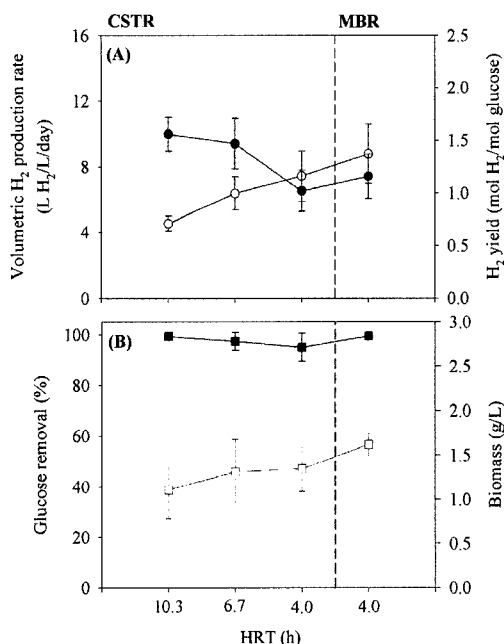 CSTR MBR
(A)
Volumetric H2 production rate
(L H2/L/day)
16
12
8
4
0
2.5
2.0
1.5
1.0
0.5
0.0
H2 yield (mol H2/mol glucose)
(B)
Glucose removal (%)
100
80
60
40
20
0
3.0
2.5
2.0
1.5
1.0
0.5
0.0
Biomass (g/L)
10.3 6.7 4.0 4.0
HRT (h)